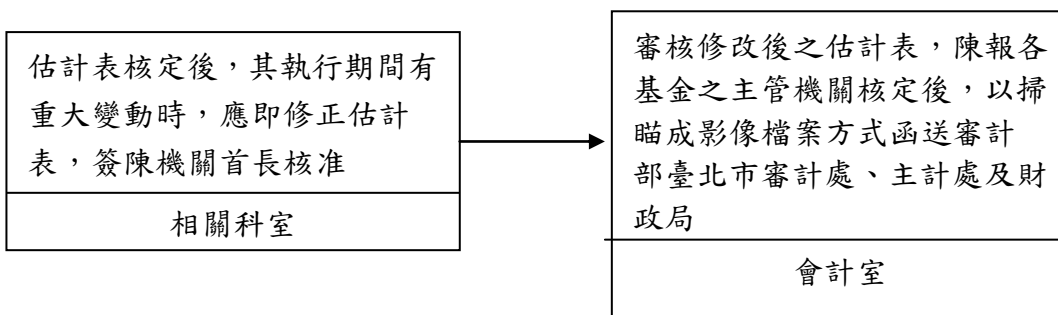 估計表核定後，其執行期間有
重大變動時，應即修正估計
表，簽陳機關首長核准
相關科室
審核修改後之估計表，陳報各
基金之主管機關核定後，以掃
瞄成影像檔案方式函送審計
部臺北市審計處、主計處及財
政局
會計室